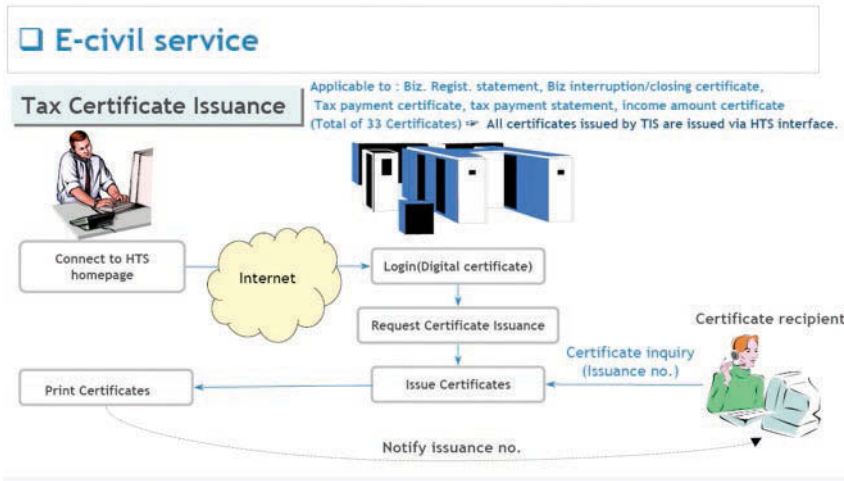 ❑ E-civil service
Tax Certificate Issuance
Applicable to : Biz. Regist. statement, Biz interruption/closing certificate,
Tax payment certificate, tax payment statement, income amount certificate
(Total of 33 Certificates) ☞ All certificates issued by TIS are issued via HTS interface.
Connect to HTS
homepage
Internet
Login(Digital certificate)
Request Certificate Issuance
Certificate recipient
Certificate inquiry
(Issuance no.)
Issue Certificates
Print Certificates
Notify issuance no.